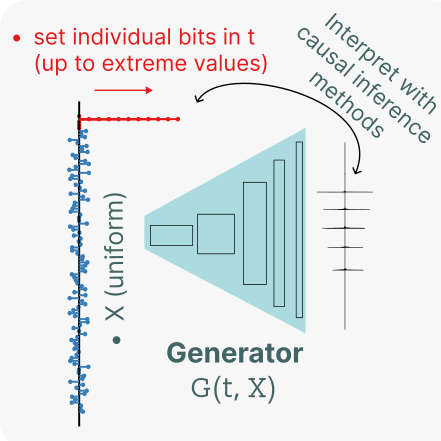 • set individual bits in t
(up to extreme values)
Interpret with
causal inference
methods
• X (uniform)
Generator
G(t, X)